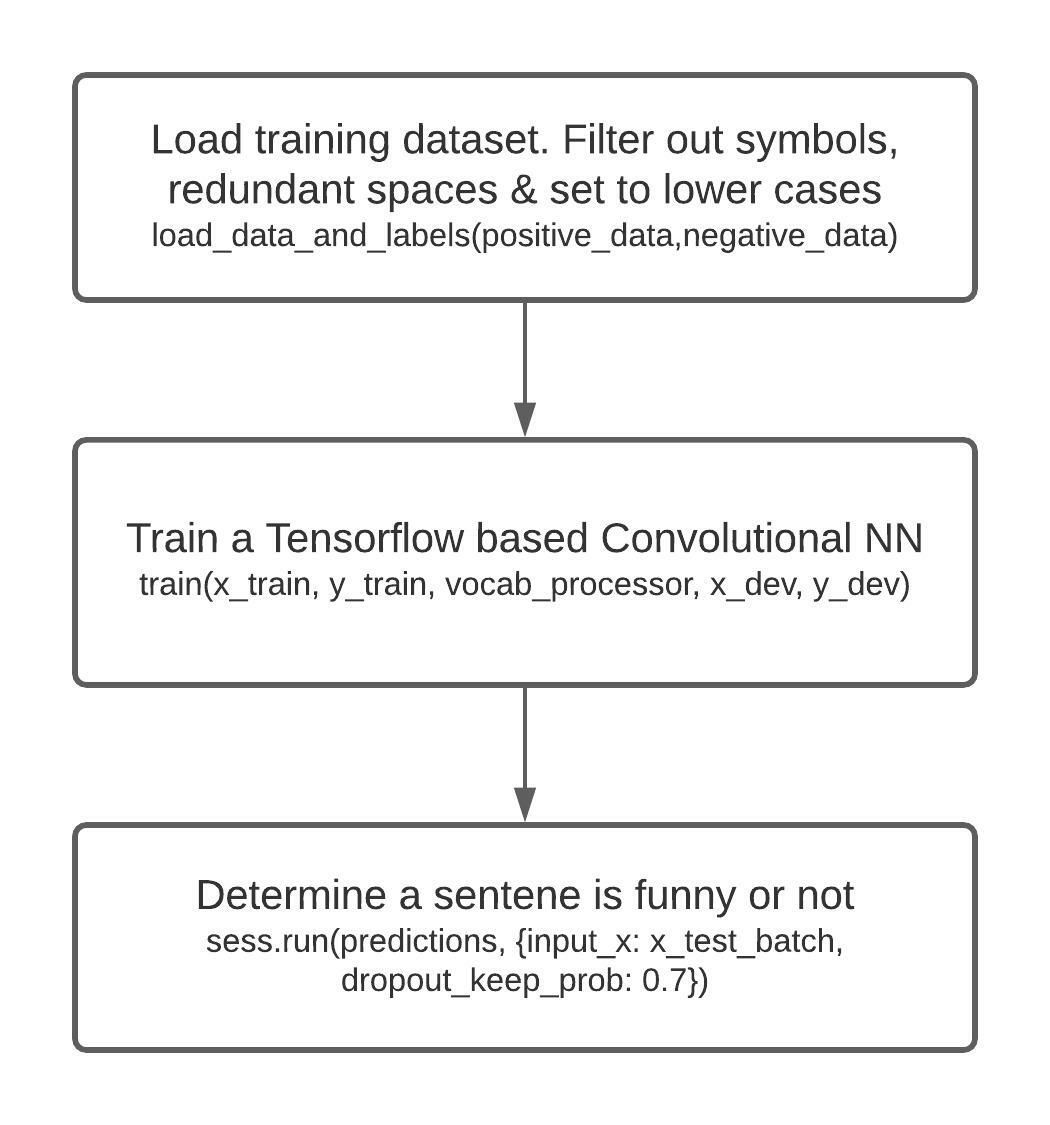 Load training dataset. Filter out symbols,
redundant spaces & set to lower cases
load_data_and_labels(positive_data,negative_data)
Train a Tensorflow based Convolutional NN
train(x_train, y_train, vocab_processor, x_dev, y_dev)
Determine a sentene is funny or not
sess.run(predictions, {input_x: x_test_batch,
dropout_keep_prob: 0.7})